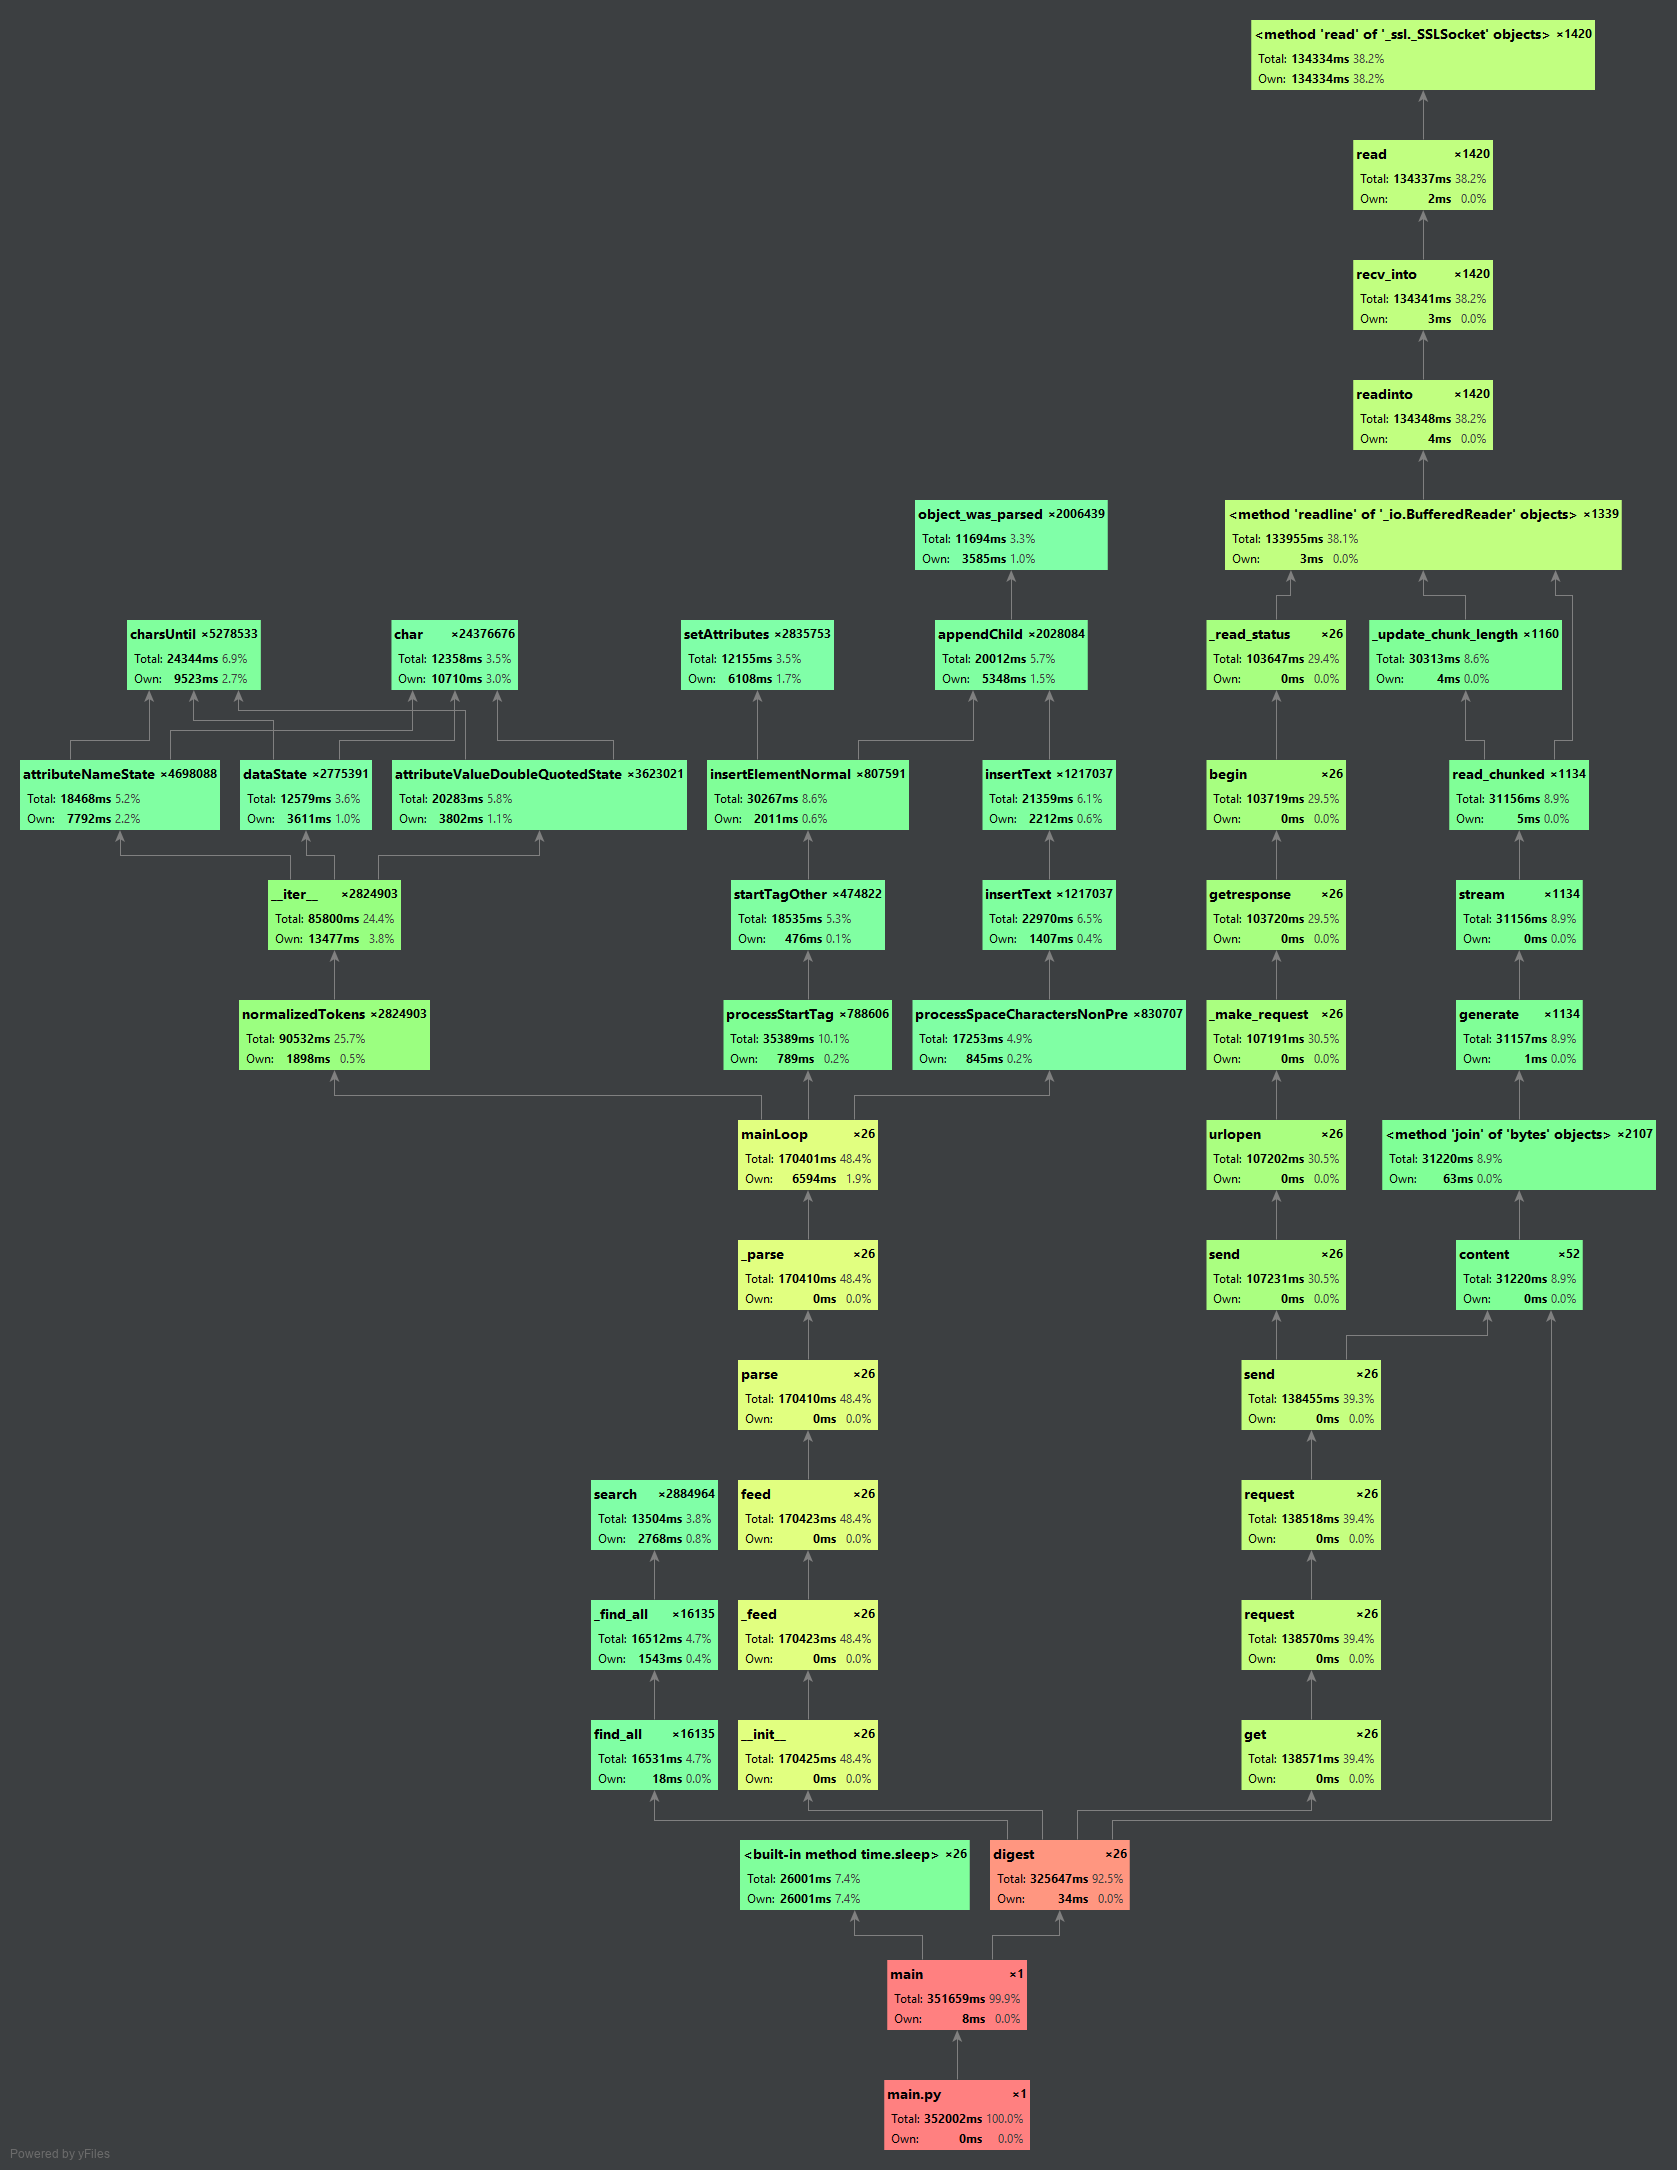 <method 'read' of '_ssl._SSLSocket' objects> ×1420
Total: 134334ms 38.2%
Own: 134334ms 38.2%
read ×1420
Total: 134337ms 38.2%
Own: 2ms 0.0%
recv_into ×1420
Total: 134341ms 38.2%
Own: 3ms 0.0%
readinto ×1420
Total: 134348ms 38.2%
Own: 4ms 0.0%
object_was_parsed ×2006439
Total: 11694ms 3.3%
Own: 3585ms 1.0%
<method 'readline' of '_io.BufferedReader' objects> ×1339
Total: 133955ms 38.1%
Own: 3ms 0.0%
charsUntil ×5278533
Total: 24344ms 6.9%
Own: 9523ms 2.7%
char ×24376676
Total: 12358ms 3.5%
Own: 10710ms 3.0%
setAttributes ×2835753
Total: 12155ms 3.5%
Own: 6108ms 1.7%
appendChild ×2028084
Total: 20012ms 5.7%
Own: 5348ms 1.5%
_read_status ×26
Total: 103647ms 29.4%
Own: 0ms 0.0%
_update_chunk_length ×1160
Total: 30313ms 8.6%
Own: 4ms 0.0%
attributeNameState ×4698088
Total: 18468ms 5.2%
Own: 7792ms 2.2%
dataState ×2775391
Total: 12579ms 3.6%
Own: 3611ms 1.0%
attributeValueDoubleQuotedState ×3623021
Total: 20283ms 5.8%
Own: 3802ms 1.1%
insertElementNormal ×807591
Total: 30267ms 8.6%
Own: 2011ms 0.6%
insertText ×1217037
Total: 21359ms 6.1%
Own: 2212ms 0.6%
begin ×26
Total: 103719ms 29.5%
Own: 0ms 0.0%
read_chunked ×1134
Total: 31156ms 8.9%
Own: 5ms 0.0%
__iter__ ×2824903
Total: 85800ms 24.4%
Own: 13477ms 3.8%
startTagOther ×474822
Total: 18535ms 5.3%
Own: 476ms 0.1%
insertText ×1217037
Total: 22970ms 6.5%
Own: 1407ms 0.4%
getresponse ×26
Total: 103720ms 29.5%
Own: 0ms 0.0%
stream ×1134
Total: 31156ms 8.9%
Own: 0ms 0.0%
normalizedTokens ×2824903
Total: 90532ms 25.7%
Own: 1898ms 0.5%
processStartTag ×788606
Total: 35389ms 10.1%
Own: 789ms 0.2%
processSpaceCharactersNonPre ×830707
Total: 17253ms 4.9%
Own: 845ms 0.2%
_make_request ×26
Total: 107191ms 30.5%
Own: 0ms 0.0%
generate ×1134
Total: 31157ms 8.9%
Own: 1ms 0.0%
mainLoop ×26
Total: 170401ms 48.4%
Own: 6594ms 1.9%
urlopen ×26
Total: 107202ms 30.5%
Own: 0ms 0.0%
<method 'join' of 'bytes' objects> ×2107
Total: 31220ms 8.9%
Own: 63ms 0.0%
_parse ×26
Total: 170410ms 48.4%
Own: 0ms 0.0%
send ×26
Total: 107231ms 30.5%
Own: 0ms 0.0%
content ×52
Total: 31220ms 8.9%
Own: 0ms 0.0%
parse ×26
Total: 170410ms 48.4%
Own: 0ms 0.0%
send ×26
Total: 138455ms 39.3%
Own: 0ms 0.0%
search ×2884964
Total: 13504ms 3.8%
Own: 2768ms 0.8%
feed ×26
Total: 170423ms 48.4%
Own: 0ms 0.0%
request ×26
Total: 138518ms 39.4%
Own: 0ms 0.0%
_find_all ×16135
Total: 16512ms 4.7%
Own: 1543ms 0.4%
_feed ×26
Total: 170423ms 48.4%
Own: 0ms 0.0%
request ×26
Total: 138570ms 39.4%
Own: 0ms 0.0%
find_all ×16135
Total: 16531ms 4.7%
Own: 18ms 0.0%
__init__ ×26
Total: 170425ms 48.4%
Own: 0ms 0.0%
get ×26
Total: 138571ms 39.4%
Own: 0ms 0.0%
<built-in method time.sleep> ×26
Total: 26001ms 7.4%
Own: 26001ms 7.4%
digest ×26
Total: 325647ms 92.5%
Own: 34ms 0.0%
main ×1
Total: 351659ms 99.9%
Own: 8ms 0.0%
main.py ×1
Total: 352002ms 100.0%
Own: 0ms 0.0%
Powered by yFiles